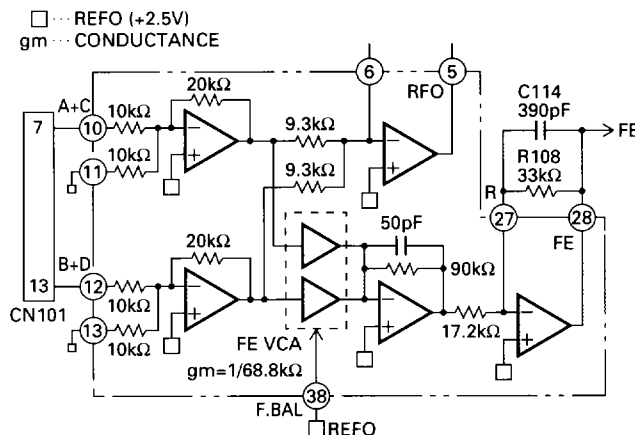 □ ··· REFO (+2.5V)
gm ··· CONDUCTANCE
6
5
RFO
C114
390pF
FE
R108
33kΩ
R
27
28
FE
A+C
7
10
10kΩ
20kΩ
9.3kΩ
9.3kΩ
11
10kΩ
50pF
90kΩ
B+D
13
12
10kΩ
20kΩ
CN101
13
10kΩ
17.2kΩ
FE VCA
gm=1/68.8kΩ
38
F.BAL
REFO
−
+
−
+
−
+
−
+
−
+